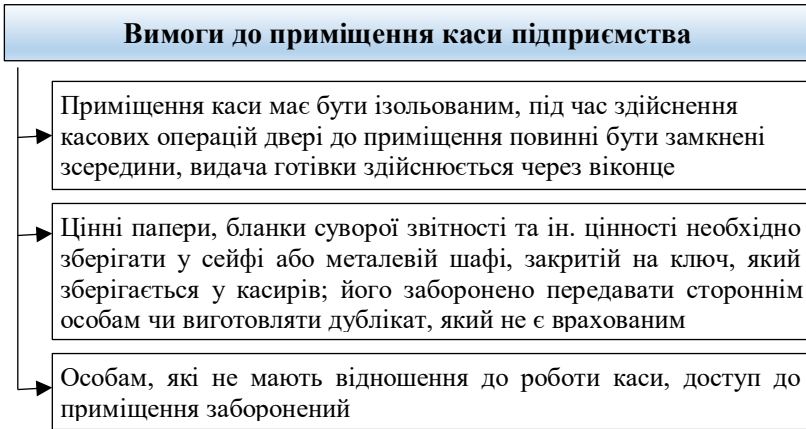 Вимоги до приміщення каси підприємства
Приміщення каси має бути ізольованим, під час здійснення
касових операцій двері до приміщення повинні бути замкнені
зсередини, видача готівки здійснюється через віконце
Цінні папери, бланки суворої звітності та ін. цінності необхідно
зберігати у сейфі або металевій шафі, закритій на ключ, який
зберігається у касирів; його заборонено передавати стороннім
особам чи виготовляти дублікат, який не є врахованим
Особам, які не мають відношення до роботи каси, доступ до
приміщення заборонений